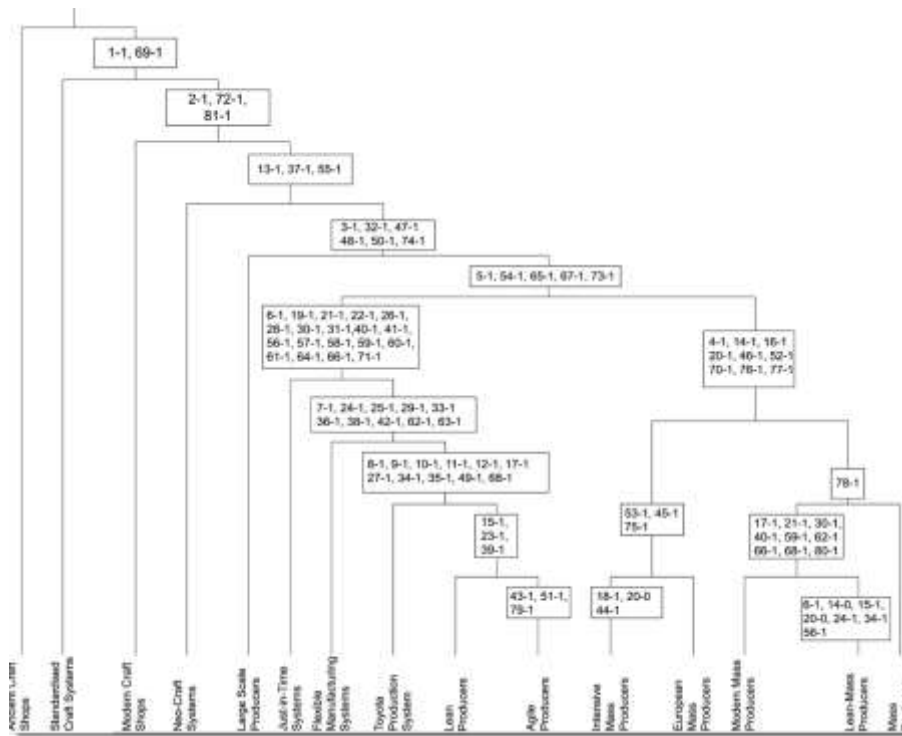 1-1, 69-1
2-1, 72-1,
81-1
13-1, 37-1, 55-1
3-1, 32-1, 47-1
48-1, 50-1, 74-1
5-1, 54-1, 65-1, 67-1, 73-1
6-1, 19-1, 21-1, 22-1, 26-1,
28-1, 30-1, 31-1,40-1, 41-1,
56-1, 57-1, 58-1, 59-1, 60-1,
61-1, 64-1, 66-1, 71-1
4-1, 14-1, 16-1
20-1, 46-1, 52-1
70-1, 76-1, 77-1
7-1, 24-1, 25-1, 29-1, 33-1
36-1, 38-1, 42-1, 62-1, 63-1
8-1, 9-1, 10-1, 11-1, 12-1, 17-1
27-1, 34-1, 35-1, 49-1, 68-1
78-1
15-1,
23-1,
39-1
53-1, 45-1
75-1
17-1, 21-1, 30-1,
40-1, 59-1, 62-1
66-1, 68-1, 80-1
43-1, 51-1,
79-1
18-1, 20-0
44-1
6-1, 14-0, 15-1,
20-0, 24-1, 34-1
56-1
Shops
Standardised
Craft Systems
Modern Craft
Shops
Neo-Craft
Systems
Large Scale
Producers
Just-in-Time
Systems
Flexible
Manufacturing
Systems
Toyota
Production
System
Lean
Producers
Agile
Producers
Intensive
Mass
Producers
European
Mass
Producers
Modern Mass
Producers
Lean-Mass
Producers
Mass